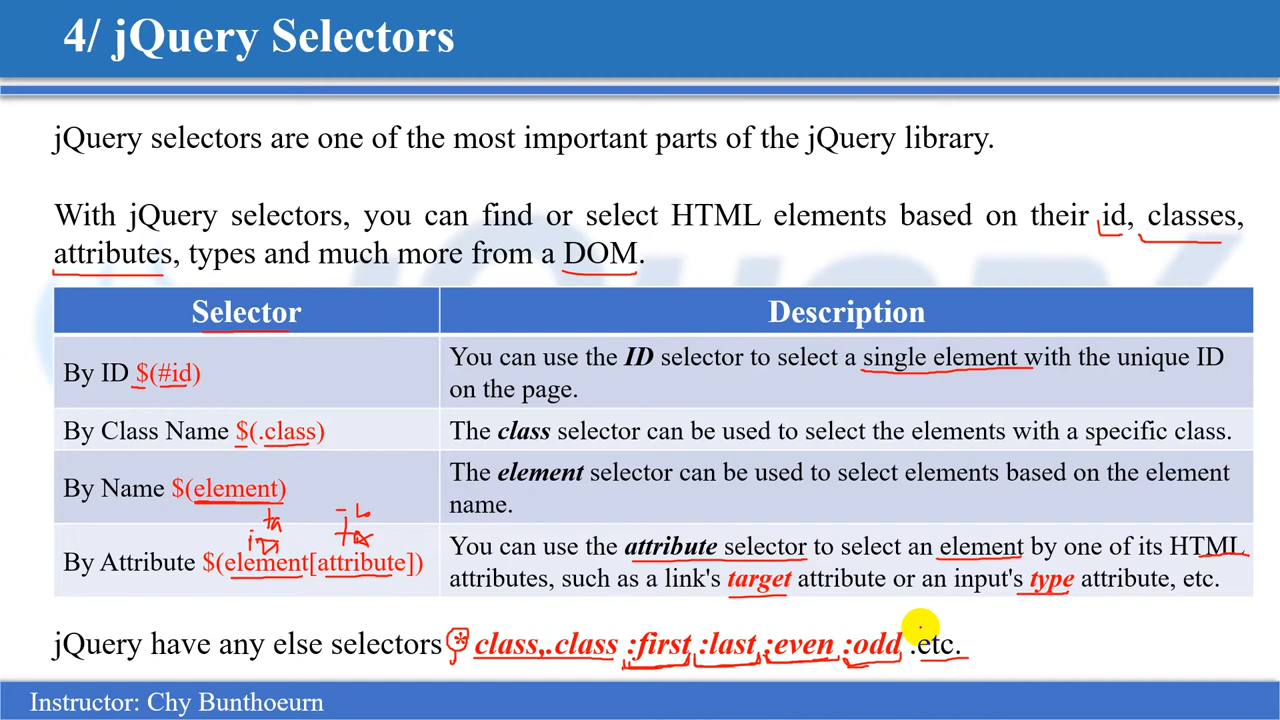 4/ jQuery Selectors
jQuery selectors are one of the most important parts of the jQuery library.
With jQuery selectors, you can find or select HTML elements based on their id, classes,
attributes, types and much more from a DOM.
Selector
Description
By ID $(#id)
You can use the ID selector to select a single element with the unique ID
on the page.
By Class Name $(.class)
The class selector can be used to select the elements with a specific class.
By Name $(element)
The element selector can be used to select elements based on the element
name.
By Attribute $(element[attribute])
You can use the attribute selector to select an element by one of its HTML
attributes, such as a link's target attribute or an input's type attribute, etc.
jQuery have any else selectors * class,.class :first :last :even :odd .etc.
Instructor: Chy Bunthoeurn